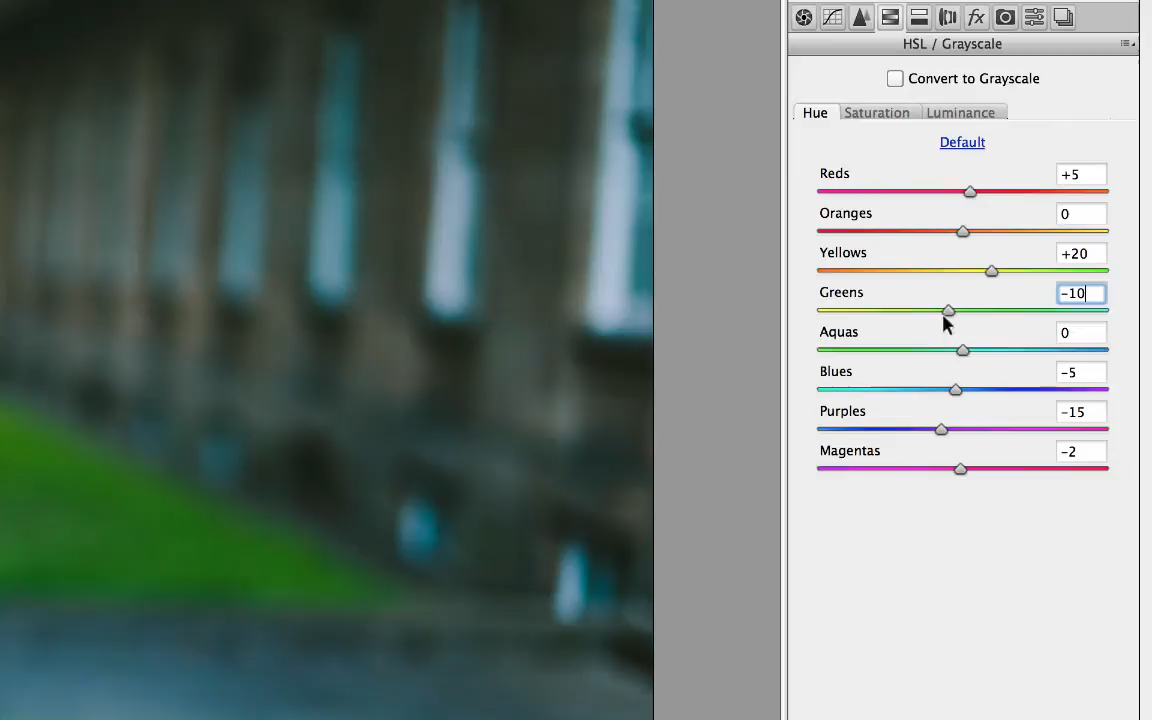 fx
HSL / Grayscale
Convert to Grayscale
Hue Saturation Luminance
Default
Reds +5
Oranges 0
Yellows +20
Greens -10
Aquas 0
Blues -5
Purples -15
Magentas -2